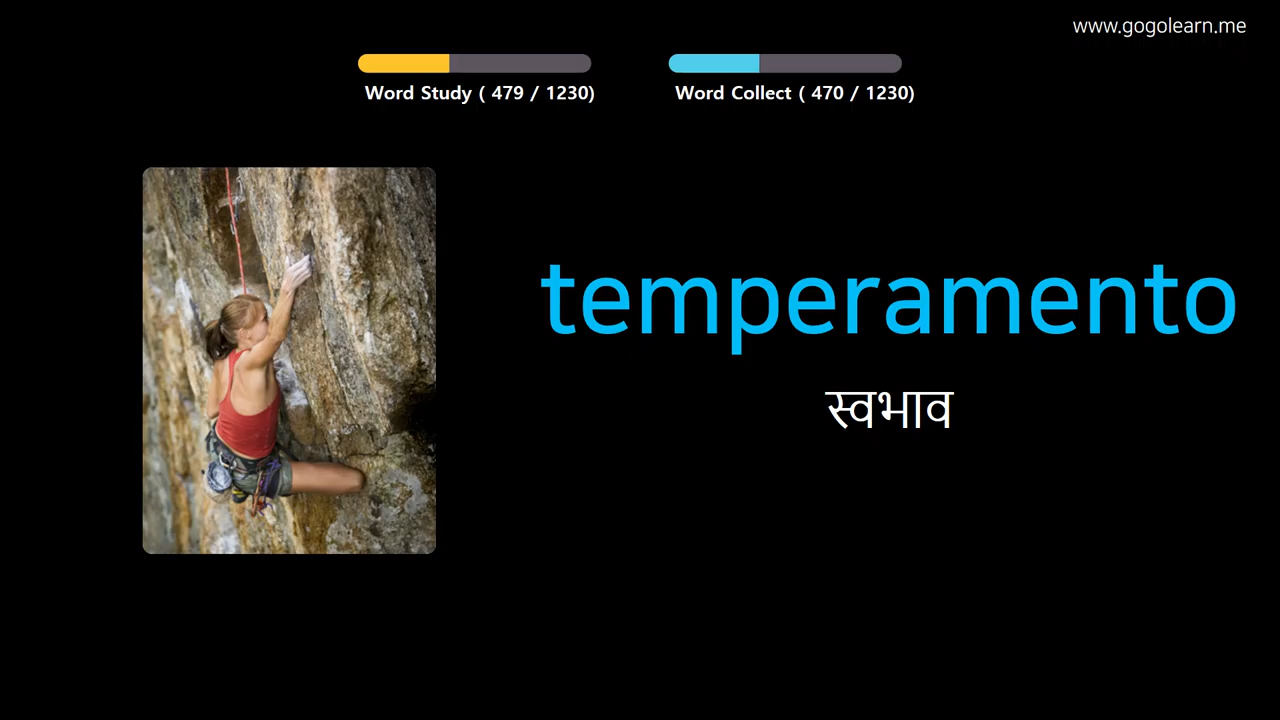 www.gogolearn.me
Word Study ( 479 / 1230)
Word Collect ( 470 / 1230)
temperamento
स्वभाव